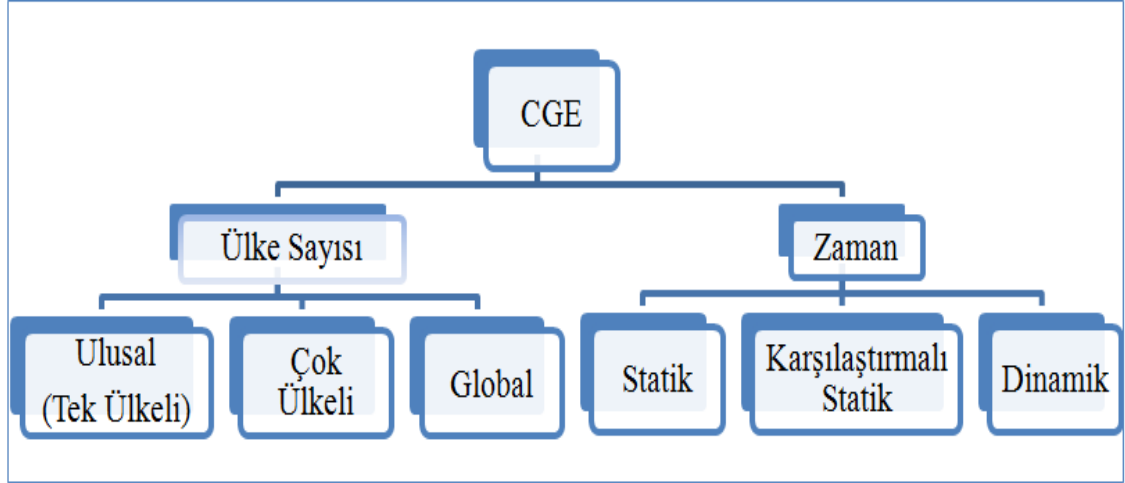 CGE
Ülke Sayısı
Zaman
Ulusal
(Tek Ülkeli)
Çok
Ülkeli
Global
Statik
Karşılaştırmalı
Statik
Dinamik